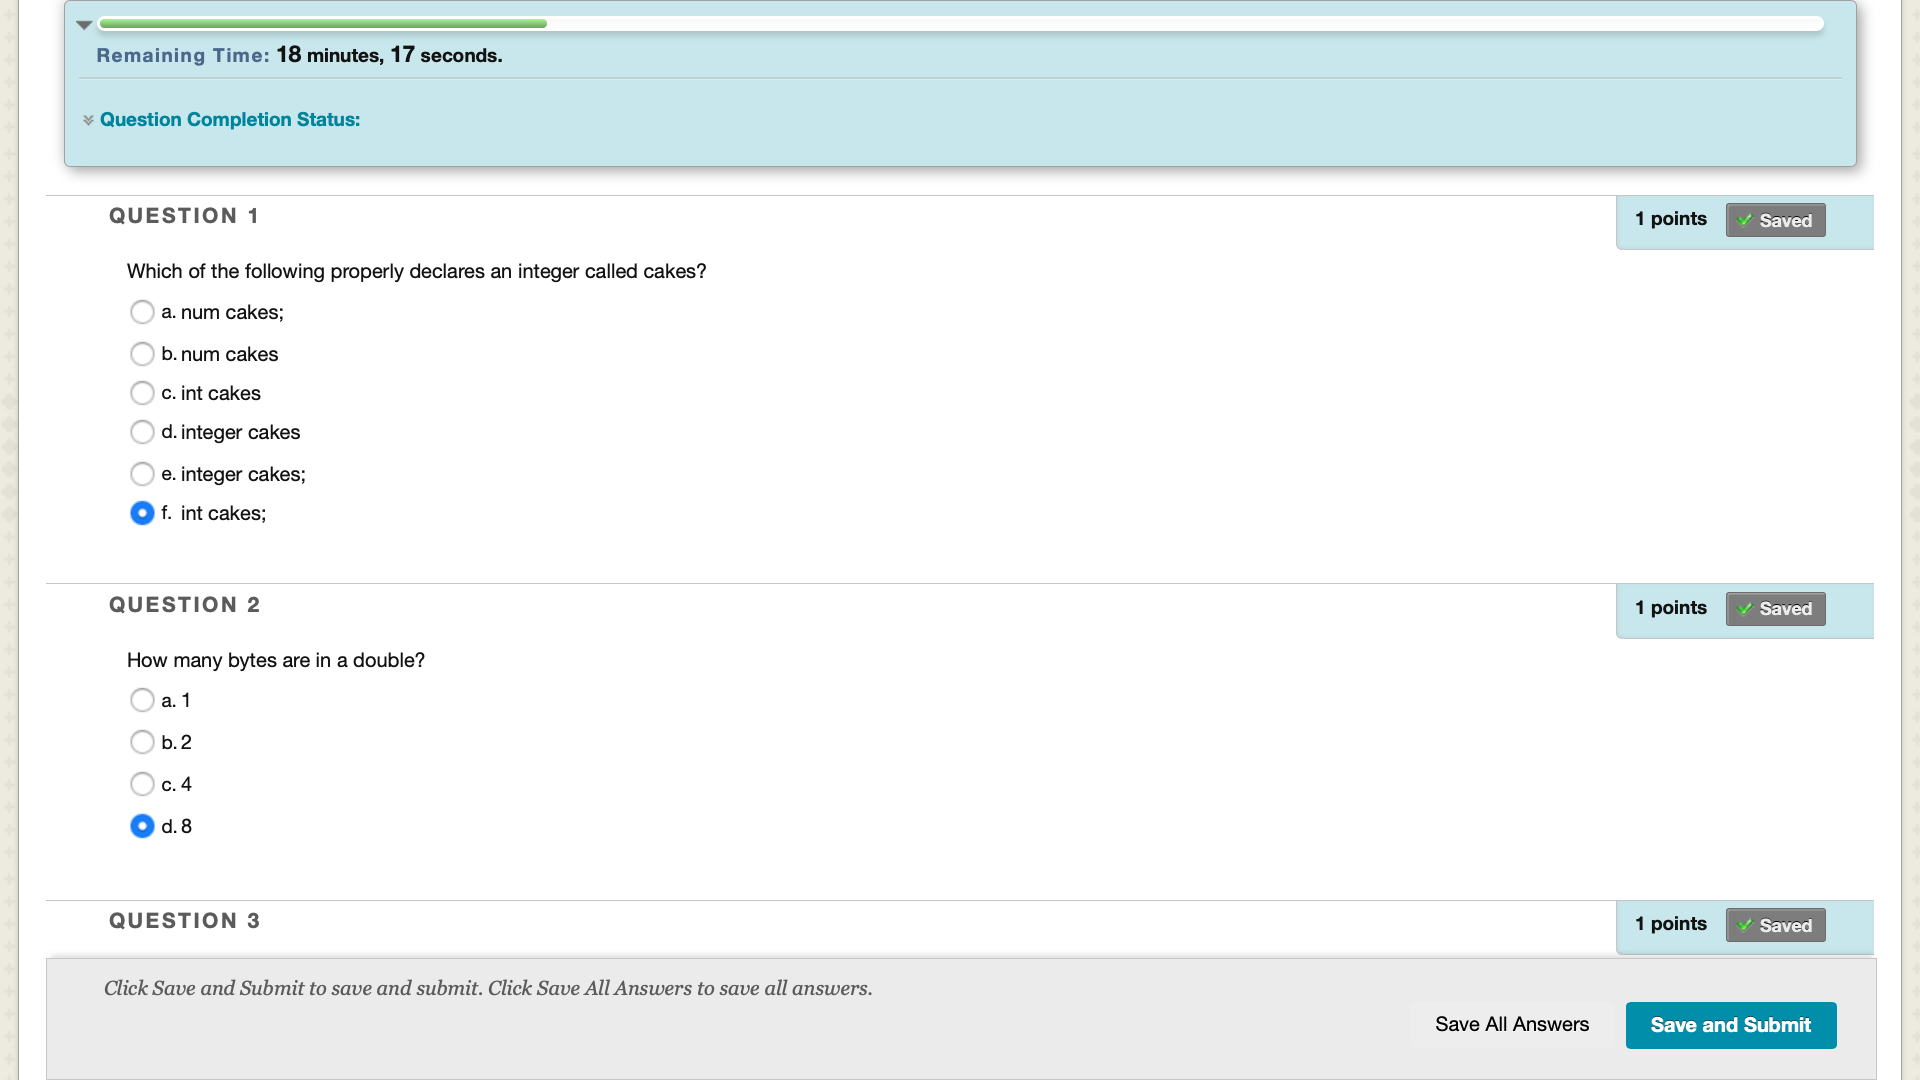 Remaining Time: 18 minutes, 17 seconds.
Question Completion Status:
QUESTION 1
1 points
Saved
Which of the following properly declares an integer called cakes?
a. num cakes;
b. num cakes
c. int cakes
d. integer cakes
e. integer cakes;
f. int cakes;
QUESTION 2
1 points
Saved
How many bytes are in a double?
a. 1
b. 2
c. 4
d. 8
QUESTION 3
1 points
Saved
Click Save and Submit to save and submit. Click Save All Answers to save all answers.
Save All Answers
Save and Submit